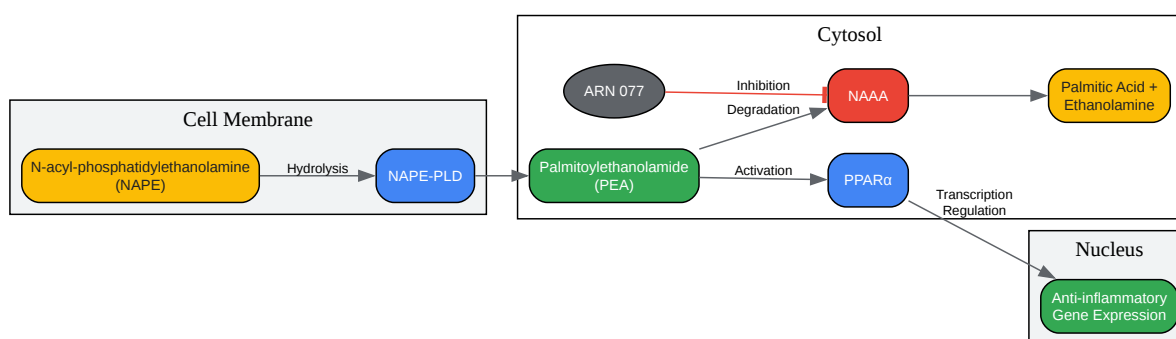 Cytosol
ARN 077
Inhibition
NAAA
Palmitic Acid +
Ethanolamine
Degradation
Cell Membrane
N-acyl-phosphatidylethanolamine
(NAPE)
Hydrolysis
NAPE-PLD
Palmitoylethanolamide
(PEA)
Activation
PPARα
Transcription
Regulation
Nucleus
Anti-inflammatory
Gene Expression